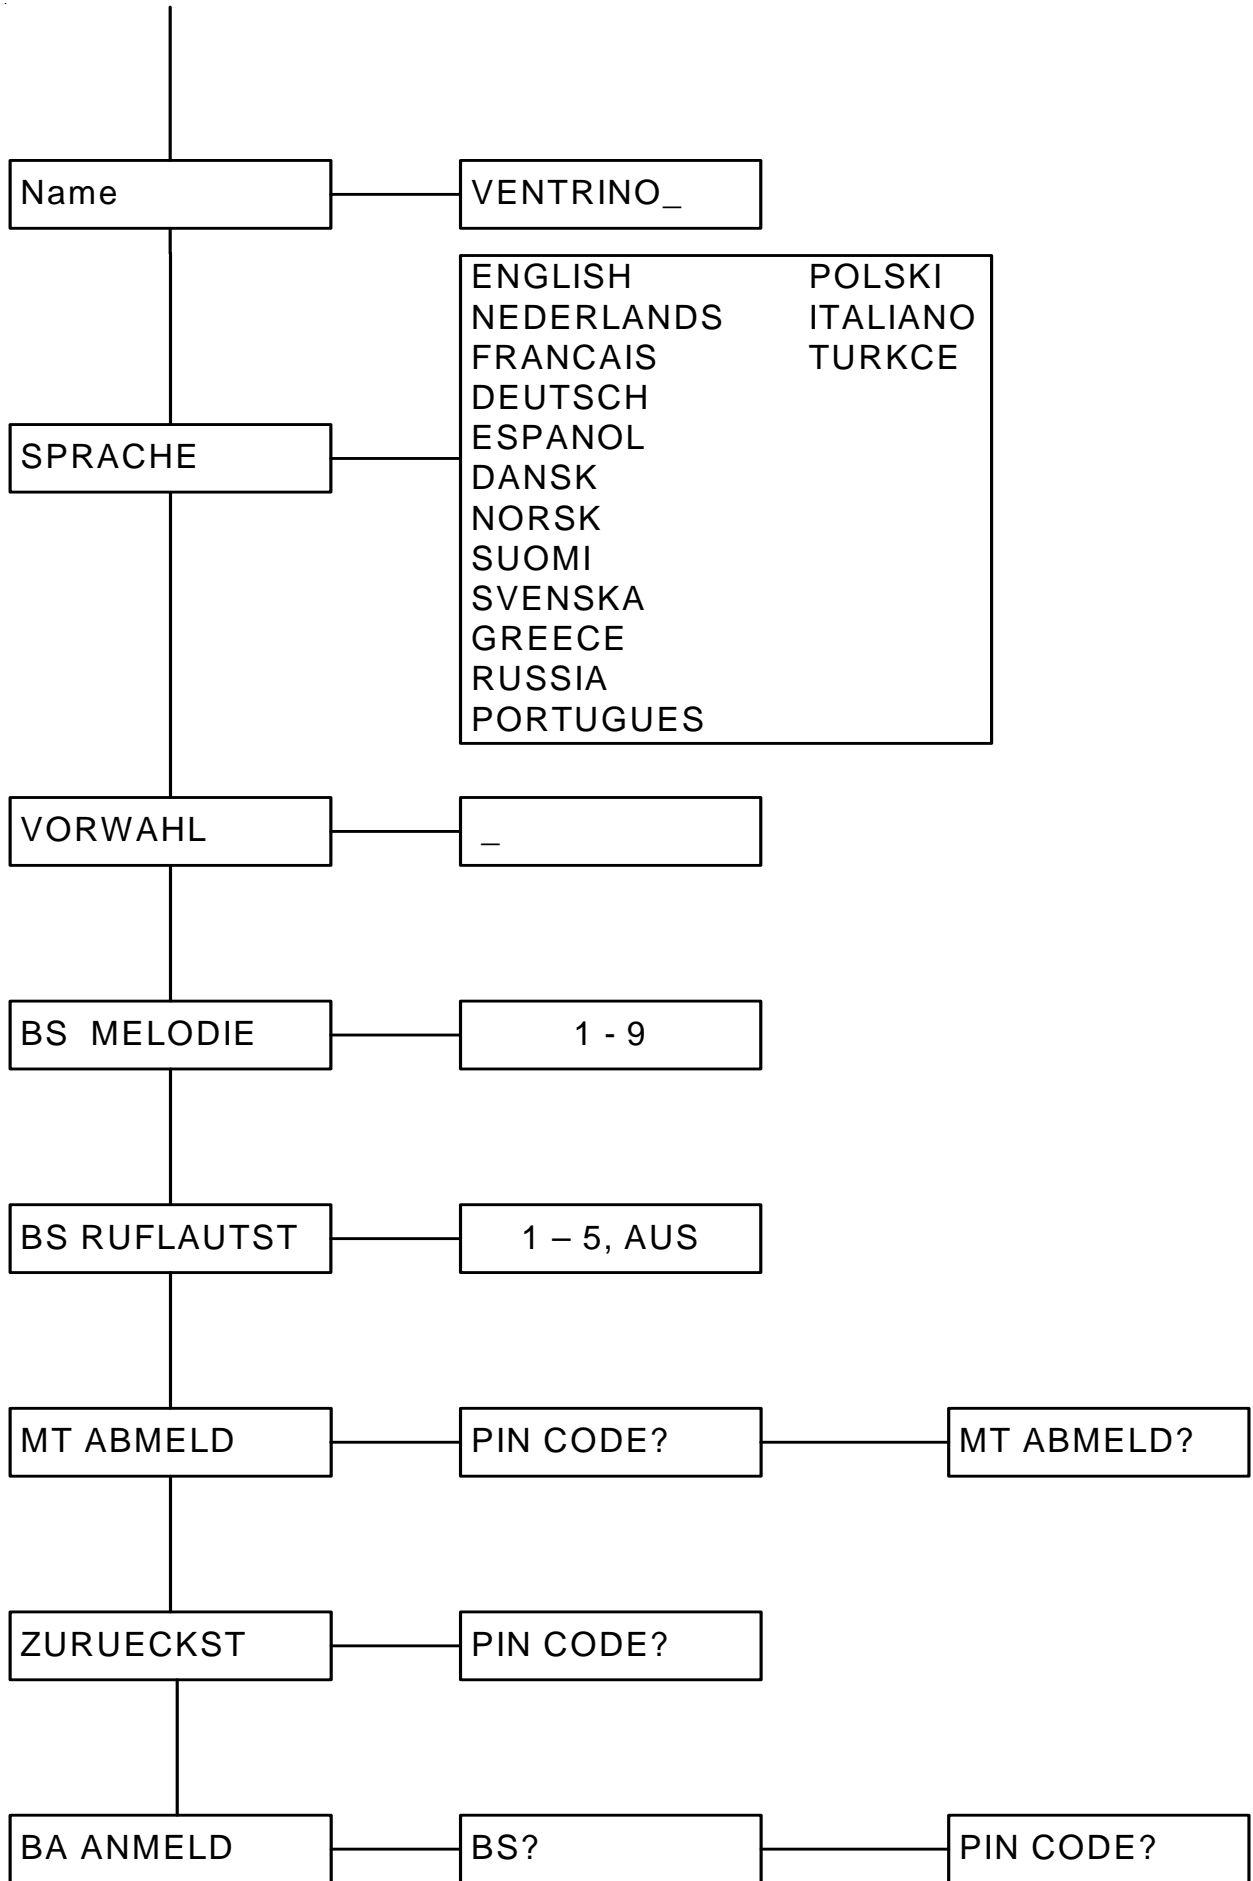 Name
VENTRINO_
ENGLISH
NEDERLANDS
FRANCAIS
DEUTSCH
ESPANOL
DANSK
NORSK
SUOMI
SVENSKA
GREECE
RUSSIA
PORTUGUES
POLSKI
ITALIANO
TURKCE
SPRACHE
VORWAHL
_
BS MELODIE
1 - 9
BS RUFLAUTST
1 – 5, AUS
MT ABMELD
PIN CODE?
MT ABMELD?
ZURUECKST
PIN CODE?
BA ANMELD
BS?
PIN CODE?